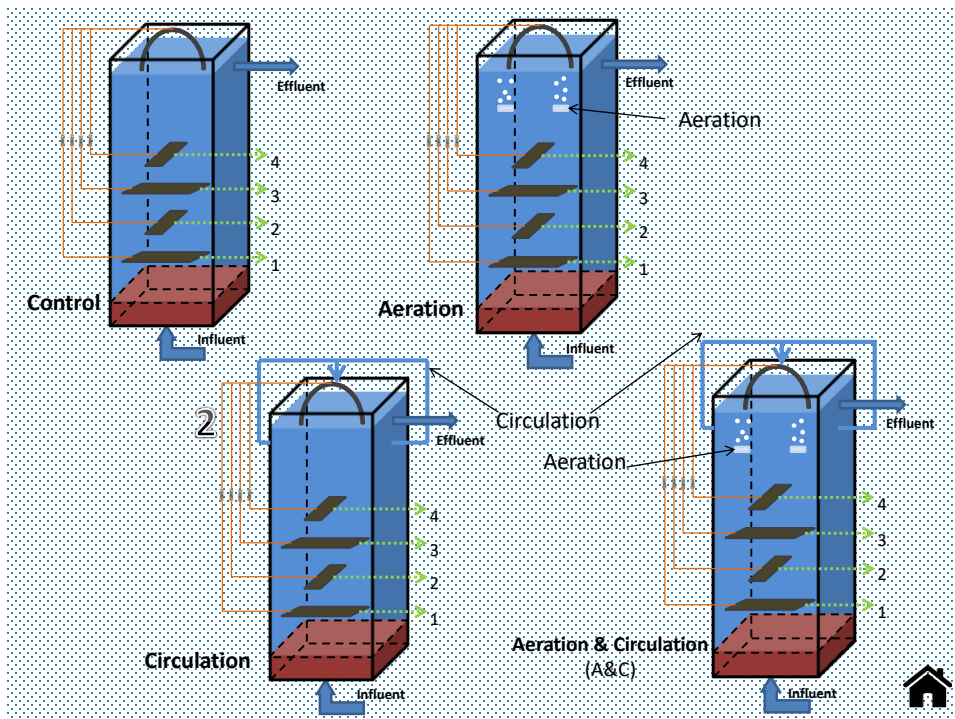 Effluent
4
3
2
1
Control
Influent
Effluent
Aeration
4
3
2
1
Aeration
Influent
2
Circulation
Effluent
Aeration
4
3
2
1
Circulation
Influent
Effluent
4
3
2
1
Aeration & Circulation
(A&C)
Influent